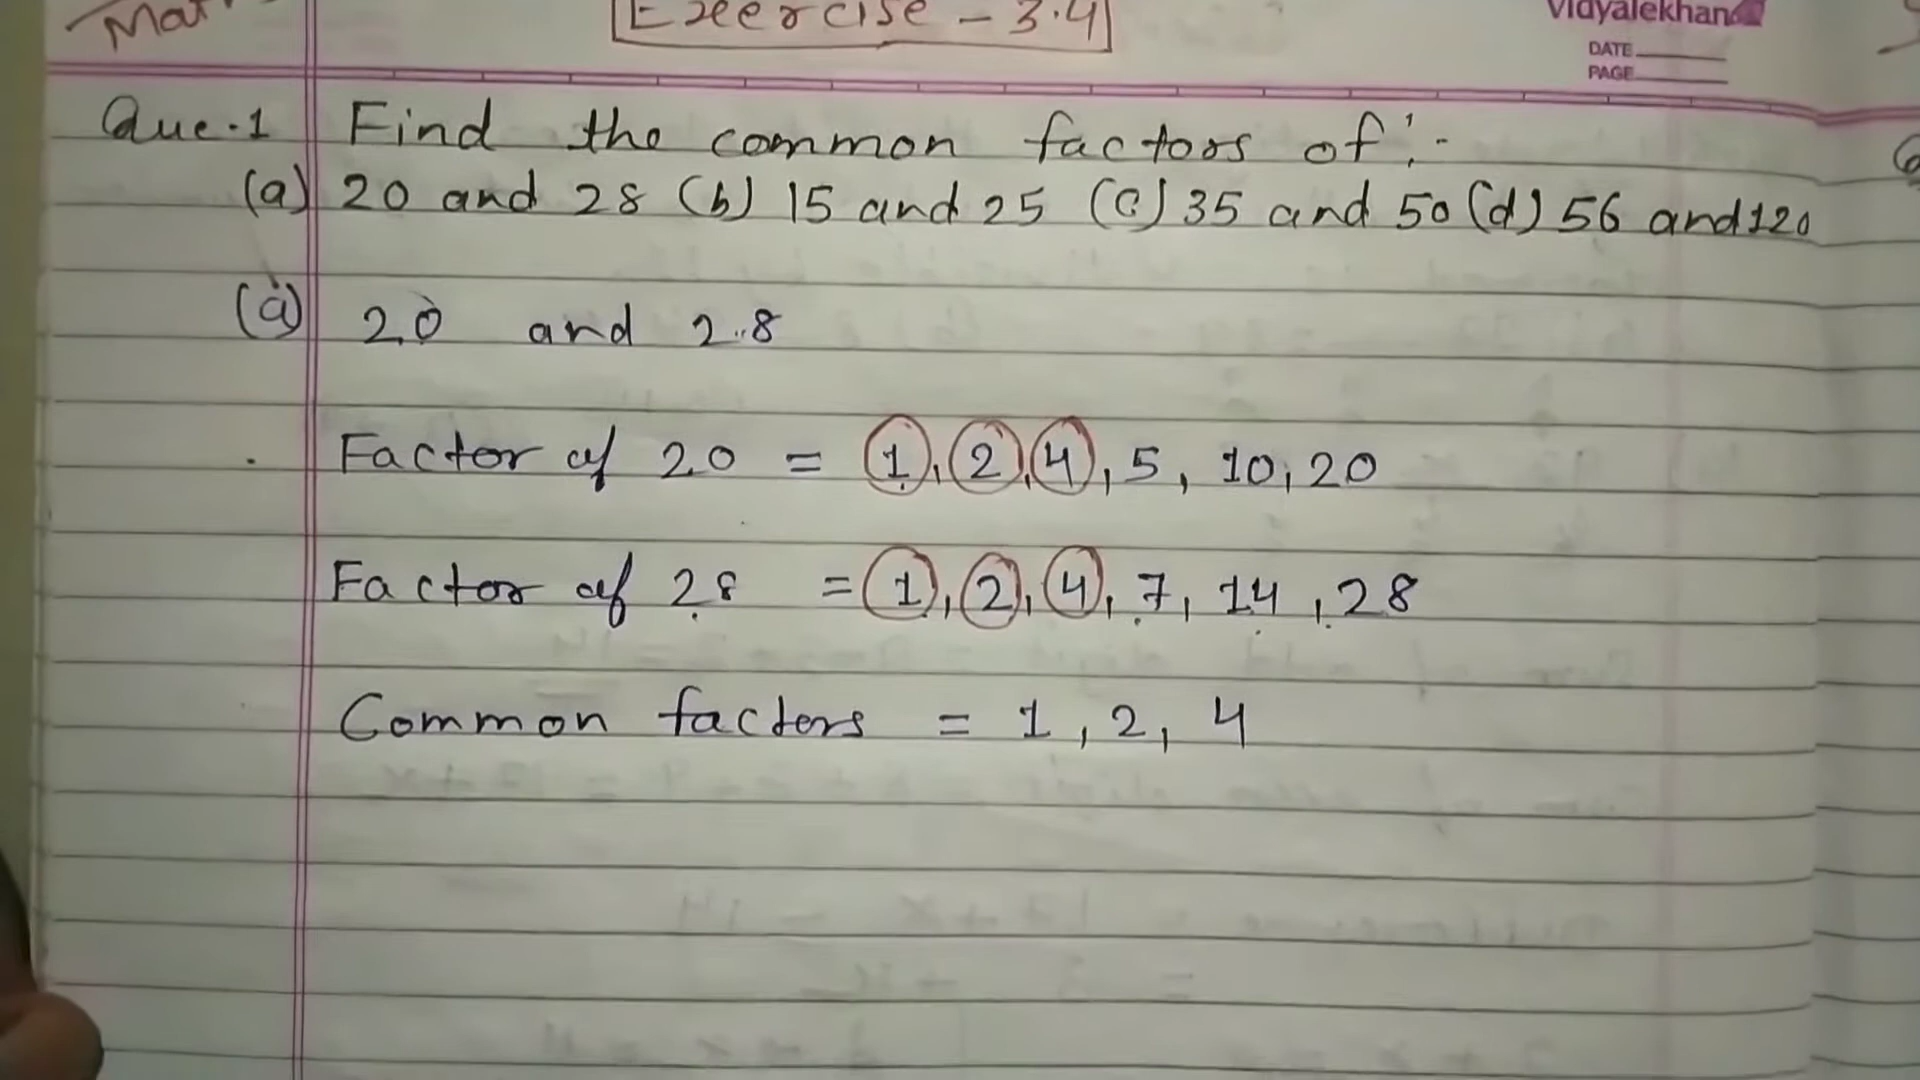 Exercise - 3.4
Vidyalekhan
DATE
PAGE
Que.1 Find the common factors of :-
(a) 20 and 28 (b) 15 and 25 (c) 35 and 50 (d) 56 and 120
(a) 20 and 28
Factor of 20 = 1, 2, 4, 5, 10, 20
Factor of 28 = 1, 2, 4, 7, 14, 28
Common factors = 1, 2, 4